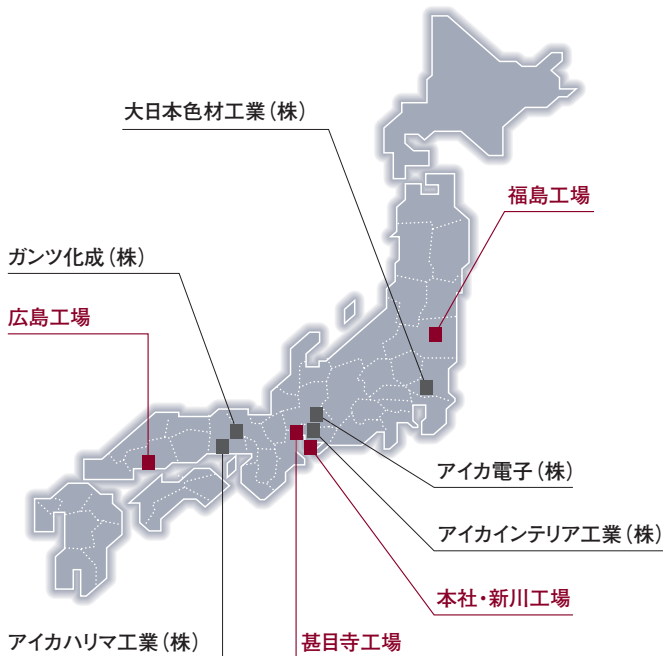 大日本色材工業(株)
福島工場
ガンツ化成(株)
広島工場
アイカ電子(株)
アイカインテリア工業(株)
本社・新川工場
アイカハリマ工業(株)
甚目寺工場